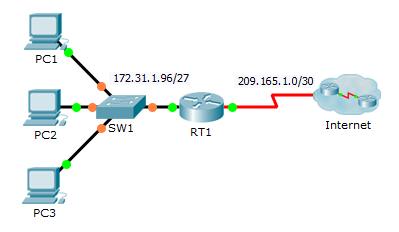 PC1
172.31.1.96/27
209.165.1.0/30
PC2
SW1
RT1
Internet
PC3